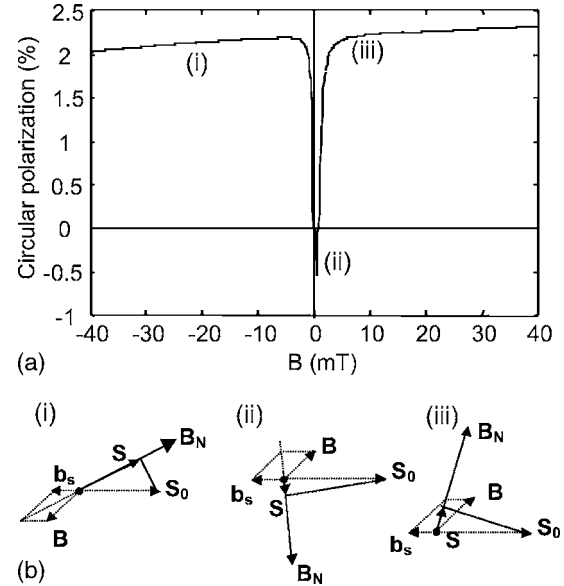 (a)
Circular polarization (%)
2.5
2
1.5
1
0.5
0
-0.5
-1
(i)
(iii)
(ii)
-40 -30 -20 -10 0 10 20 30 40
B (mT)
(b)
(i)
S
B_N
b_s
S_0
B
(ii)
B
b_s
S_0
S
B_N
(iii)
B_N
B
b_s
S
S_0